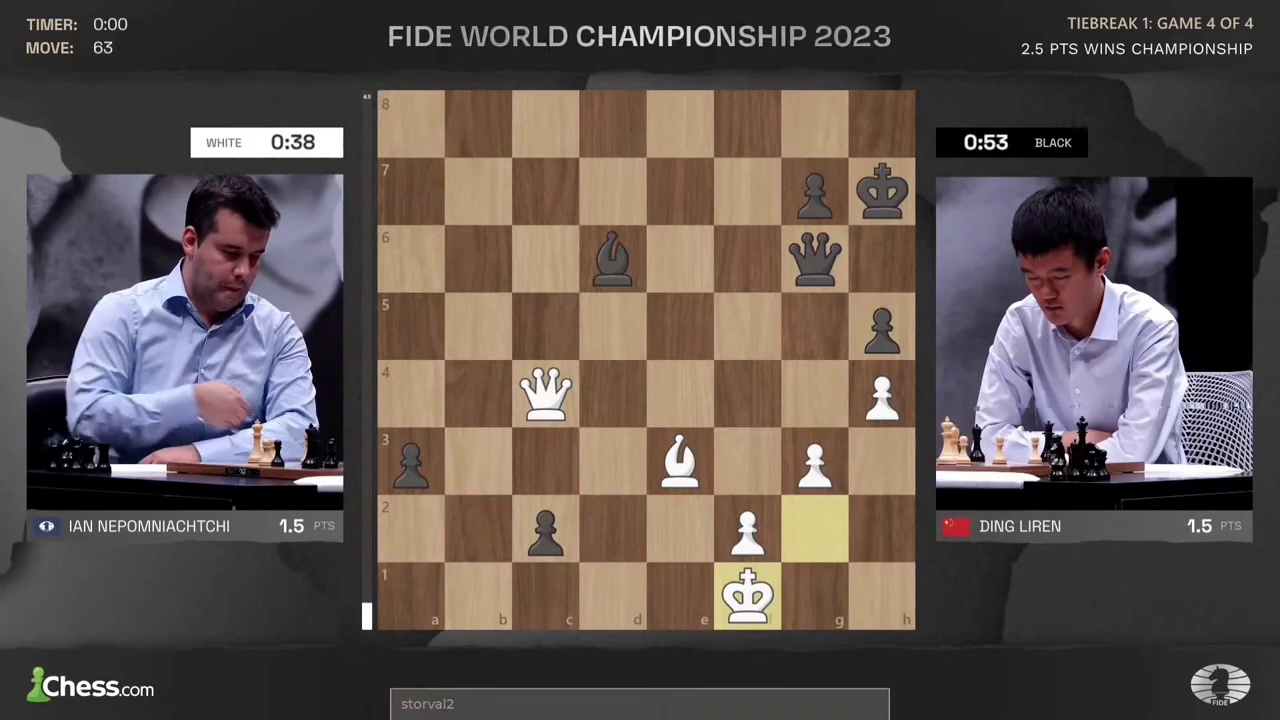 TIMER: 0:00
MOVE: 63
FIDE WORLD CHAMPIONSHIP 2023
TIEBREAK 1: GAME 4 OF 4
2.5 PTS WINS CHAMPIONSHIP
WHITE 0:38
0:53 BLACK
8
7
6
5
4
3
2
1
a b c d e f g h
IAN NEPOMNIACHTCHI 1.5 PTS
DING LIREN 1.5 PTS
Chess.com
storval2
FIDE